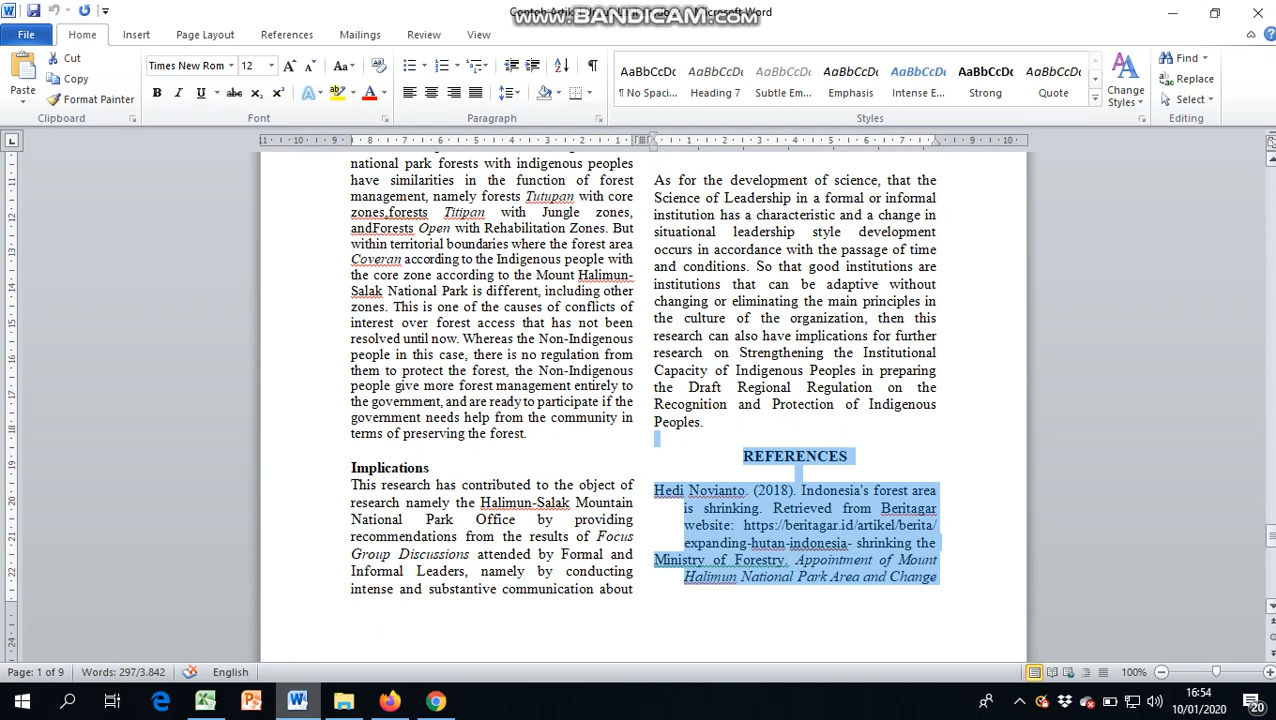 Contoh Artikel
Microsoft Word
www.BANDICAM.com
File
Home
Insert
Page Layout
References
Mailings
Review
View
Paste
Cut
Copy
Format Painter
Clipboard
Times New Rom
12
Font
Paragraph
AaBbCcDc
¶ No Spaci...
AaBbCcDc
Heading 7
AaBbCcDc
Subtle Em...
AaBbCcDc
Emphasis
AaBbCcDc
Intense E...
AaBbCcDc
Strong
AaBbCcDc
Quote
Change
Styles
Styles
Find
Replace
Select
Editing
national park forests with indigenous peoples
have similarities in the function of forest
management, namely forests Tutupan with core
zones,forests Titipan with Jungle zones,
andForests Open with Rehabilitation Zones. But
within territorial boundaries where the forest area
Coveran according to the Indigenous people with
the core zone according to the Mount Halimun-
Salak National Park is different, including other
zones. This is one of the causes of conflicts of
interest over forest access that has not been
resolved until now. Whereas the Non-Indigenous
people in this case, there is no regulation from
them to protect the forest, the Non-Indigenous
people give more forest management entirely to
the government, and are ready to participate if the
government needs help from the community in
terms of preserving the forest.
Implications
This research has contributed to the object of
research namely the Halimun-Salak Mountain
National Park Office by providing
recommendations from the results of Focus
Group Discussions attended by Formal and
Informal Leaders, namely by conducting
intense and substantive communication about
As for the development of science, that the
Science of Leadership in a formal or informal
institution has a characteristic and a change in
situational leadership style development
occurs in accordance with the passage of time
and conditions. So that good institutions are
institutions that can be adaptive without
changing or eliminating the main principles in
the culture of the organization, then this
research can also have implications for further
research on Strengthening the Institutional
Capacity of Indigenous Peoples in preparing
the Draft Regional Regulation on the
Recognition and Protection of Indigenous
Peoples.
REFERENCES
Hedi Novianto. (2018). Indonesia's forest area
is shrinking. Retrieved from Beritagar
website: https://beritagar.id/artikel/berita/
expanding-hutan-indonesia- shrinking the
Ministry of Forestry. Appointment of Mount
Halimun National Park Area and Change
Page: 1 of 9
Words: 297/3.842
English
100%
16:54
10/01/2020
20